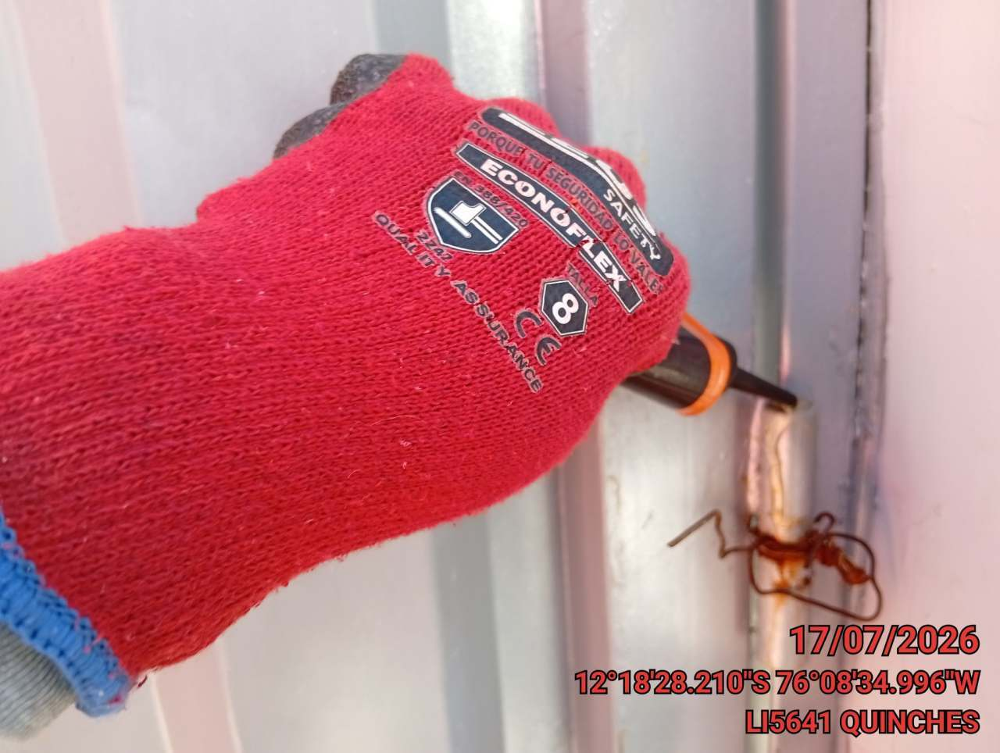 SAFETY
PORQUE TU SEGURIDAD LO VALE
ECONOFLEX
EN 388/420
2242
TALLA
8
CE
QUALITY ASSURANCE
17/07/2026
12°18'28.210"S 76°08'34.996"W
LI5641 QUINCHES